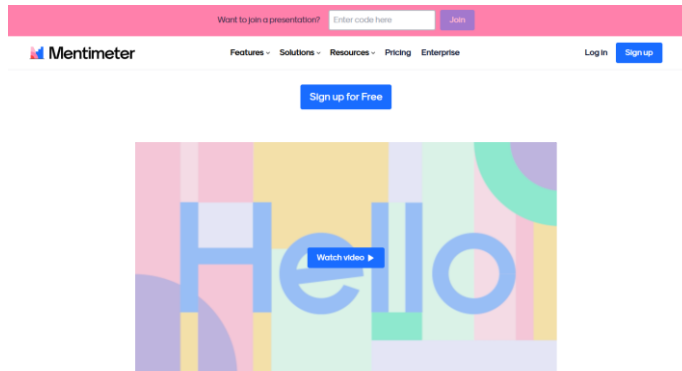 Want to join a presentation? Enter code here Join
Mentimeter Features Solutions Resources Pricing Enterprise Log in Sign up
Sign up for Free
Hello
Watch video